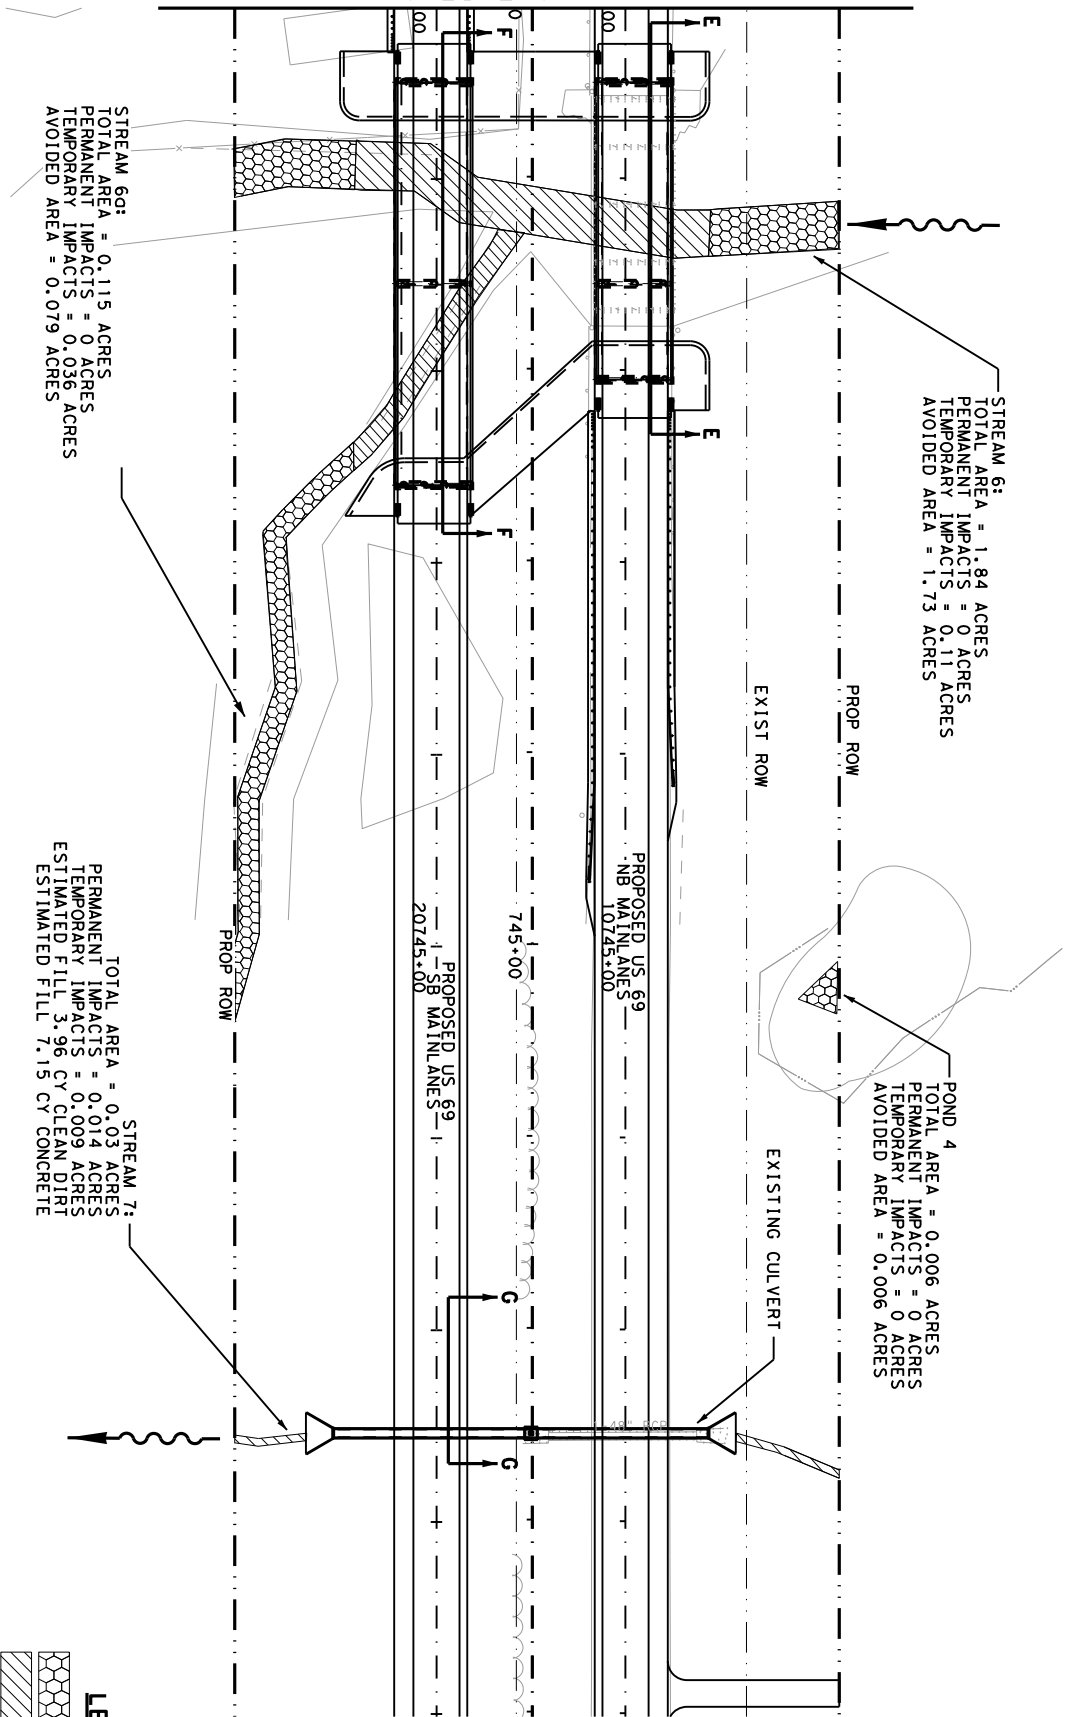 STREAM 6:
TOTAL AREA = 1.84 ACRES
PERMANENT IMPACTS = 0 ACRES
TEMPORARY IMPACTS = 0.11 ACRES
AVOIDED AREA = 1.73 ACRES
PROP ROW
EXIST ROW
POND 4
TOTAL AREA = 0.006 ACRES
PERMANENT IMPACTS = 0 ACRES
TEMPORARY IMPACTS = 0 ACRES
AVOIDED AREA = 0.006 ACRES
EXISTING CULVERT
E
E
00
PROPOSED US 69
NB MAINLANES
10745+00
48" RCP
0
745+00
F
F
G
G
00
PROPOSED US 69
SB MAINLANES
20745+00
PROP ROW
STREAM 6a:
TOTAL AREA = 0.115 ACRES
PERMANENT IMPACTS = 0 ACRES
TEMPORARY IMPACTS = 0.036 ACRES
AVOIDED AREA = 0.079 ACRES
STREAM 7:
TOTAL AREA = 0.03 ACRES
PERMANENT IMPACTS = 0.014 ACRES
TEMPORARY IMPACTS = 0.009 ACRES
ESTIMATED FILL 3.96 CY CLEAN DIRT
ESTIMATED FILL 7.15 CY CONCRETE